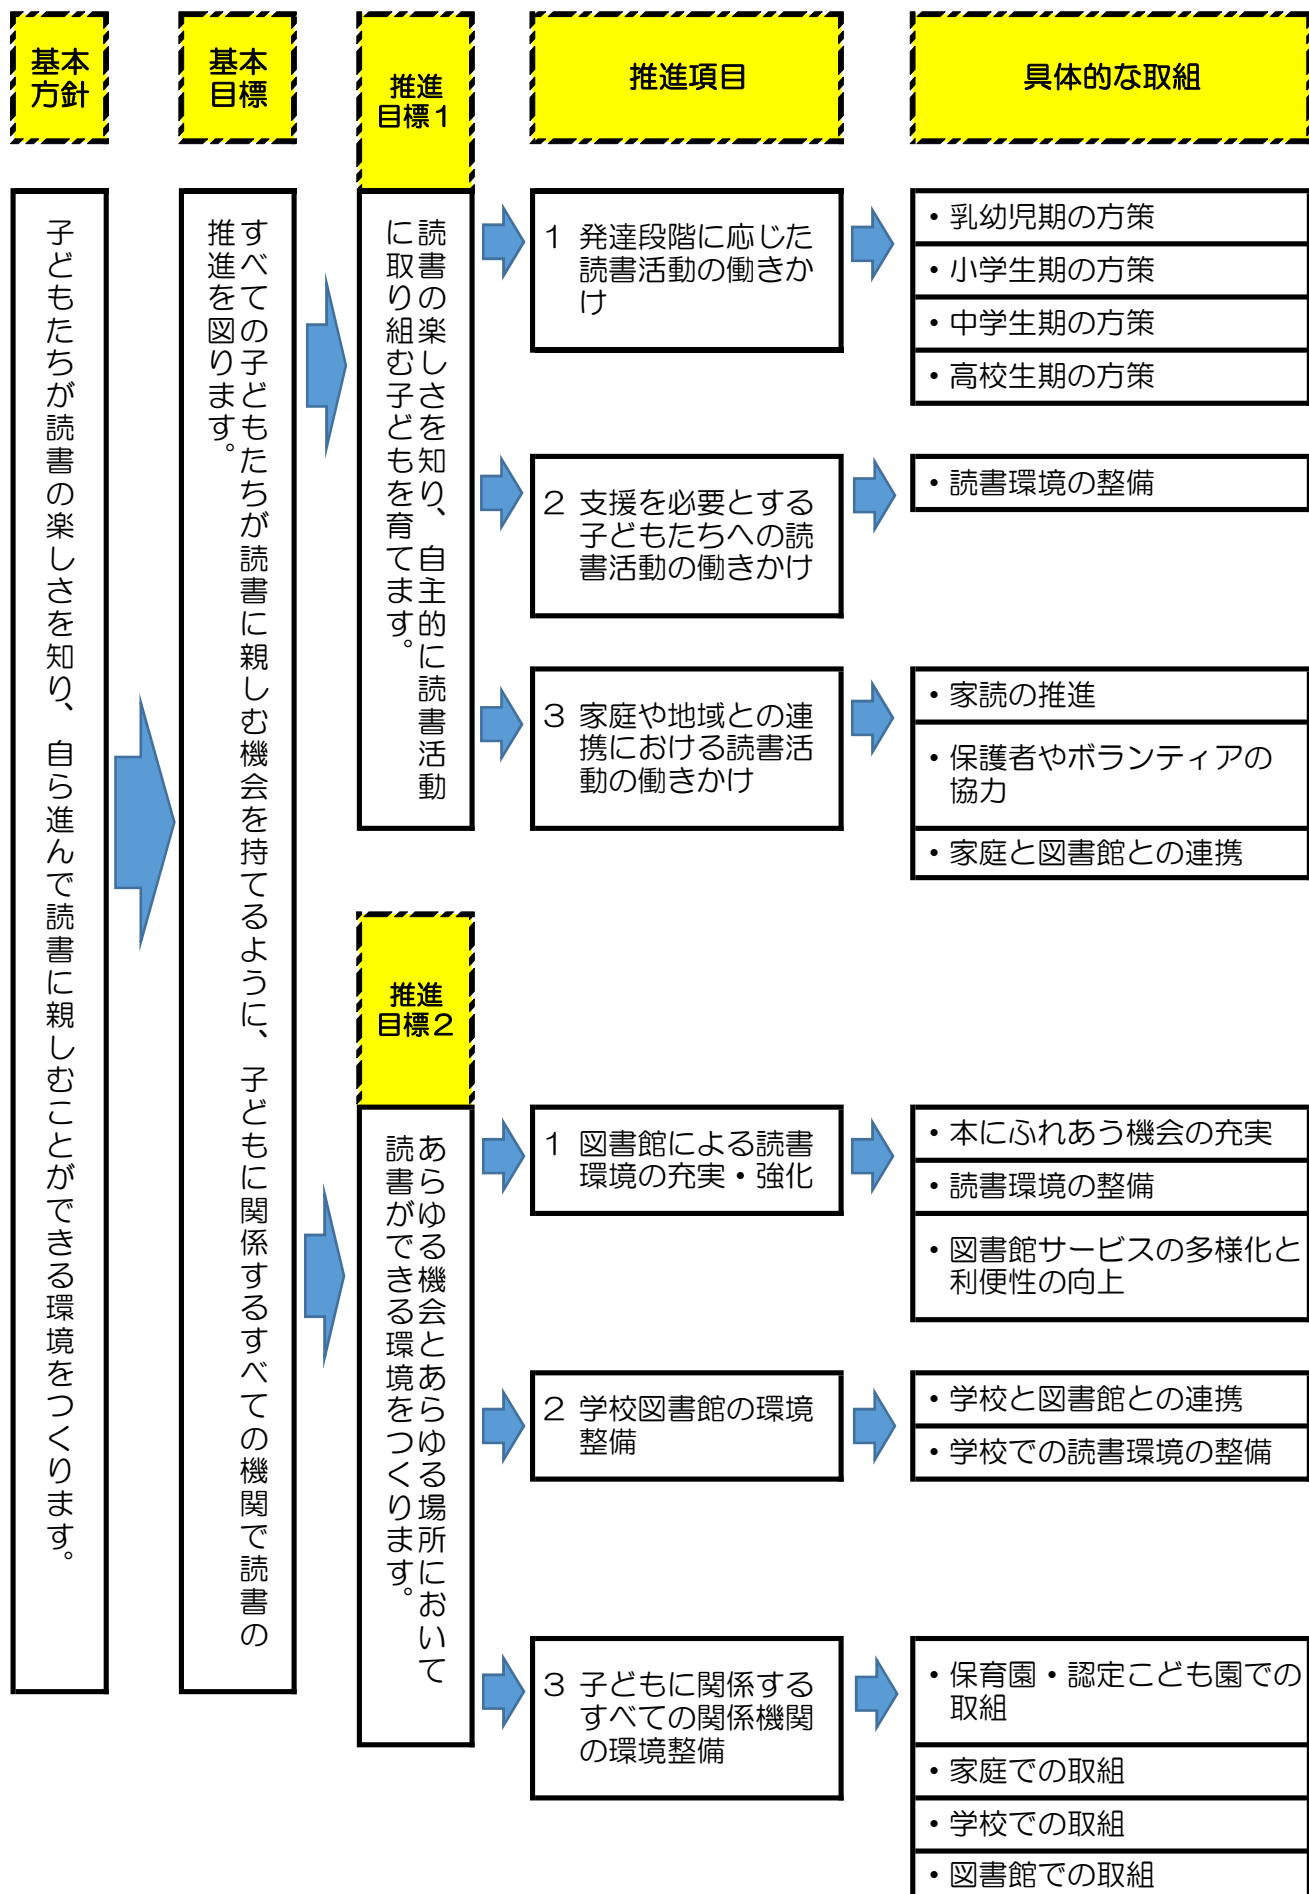 基本
方針
基本
目標
推進
目標１
推進項目
具体的な取組
子どもたちが読書の楽しさを知り、自ら進んで読書に親しむことができる環境をつくります。
すべての子どもたちが読書に親しむ機会を持てるように、子どもに関係するすべての機関で読書の
推進を図ります。
読書の楽しさを知り、自主的に読書活動
に取り組む子どもを育てます。
１ 発達段階に応じた
読書活動の働きか
け
・乳幼児期の方策
・小学生期の方策
・中学生期の方策
・高校生期の方策
２ 支援を必要とする
子どもたちへの読
書活動の働きかけ
・読書環境の整備
３ 家庭や地域との連
携における読書活
動の働きかけ
・家読の推進
・保護者やボランティアの
協力
・家庭と図書館との連携
推進
目標２
あらゆる機会とあらゆる場所において
読書ができる環境をつくります。
１ 図書館による読書
環境の充実・強化
・本にふれあう機会の充実
・読書環境の整備
・図書館サービスの多様化と
利便性の向上
２ 学校図書館の環境
整備
・学校と図書館との連携
・学校での読書環境の整備
３ 子どもに関係する
すべての関係機関
の環境整備
・保育園・認定こども園での
取組
・家庭での取組
・学校での取組
・図書館での取組